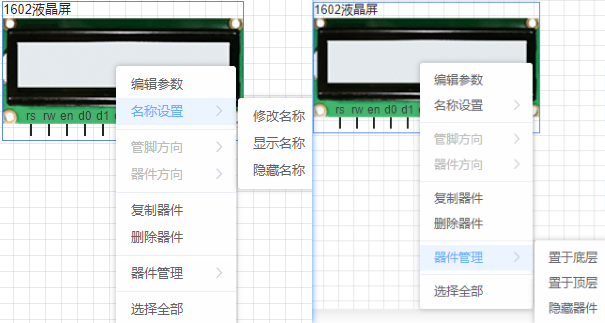 1602液晶屏
rs rw en d0 d1
编辑参数
名称设置
修改名称
显示名称
隐藏名称
管脚方向
器件方向
复制器件
删除器件
器件管理
选择全部
1602液晶屏
rs rw en d0 d1
编辑参数
名称设置
管脚方向
器件方向
复制器件
删除器件
器件管理
置于底层
置于顶层
隐藏器件
选择全部